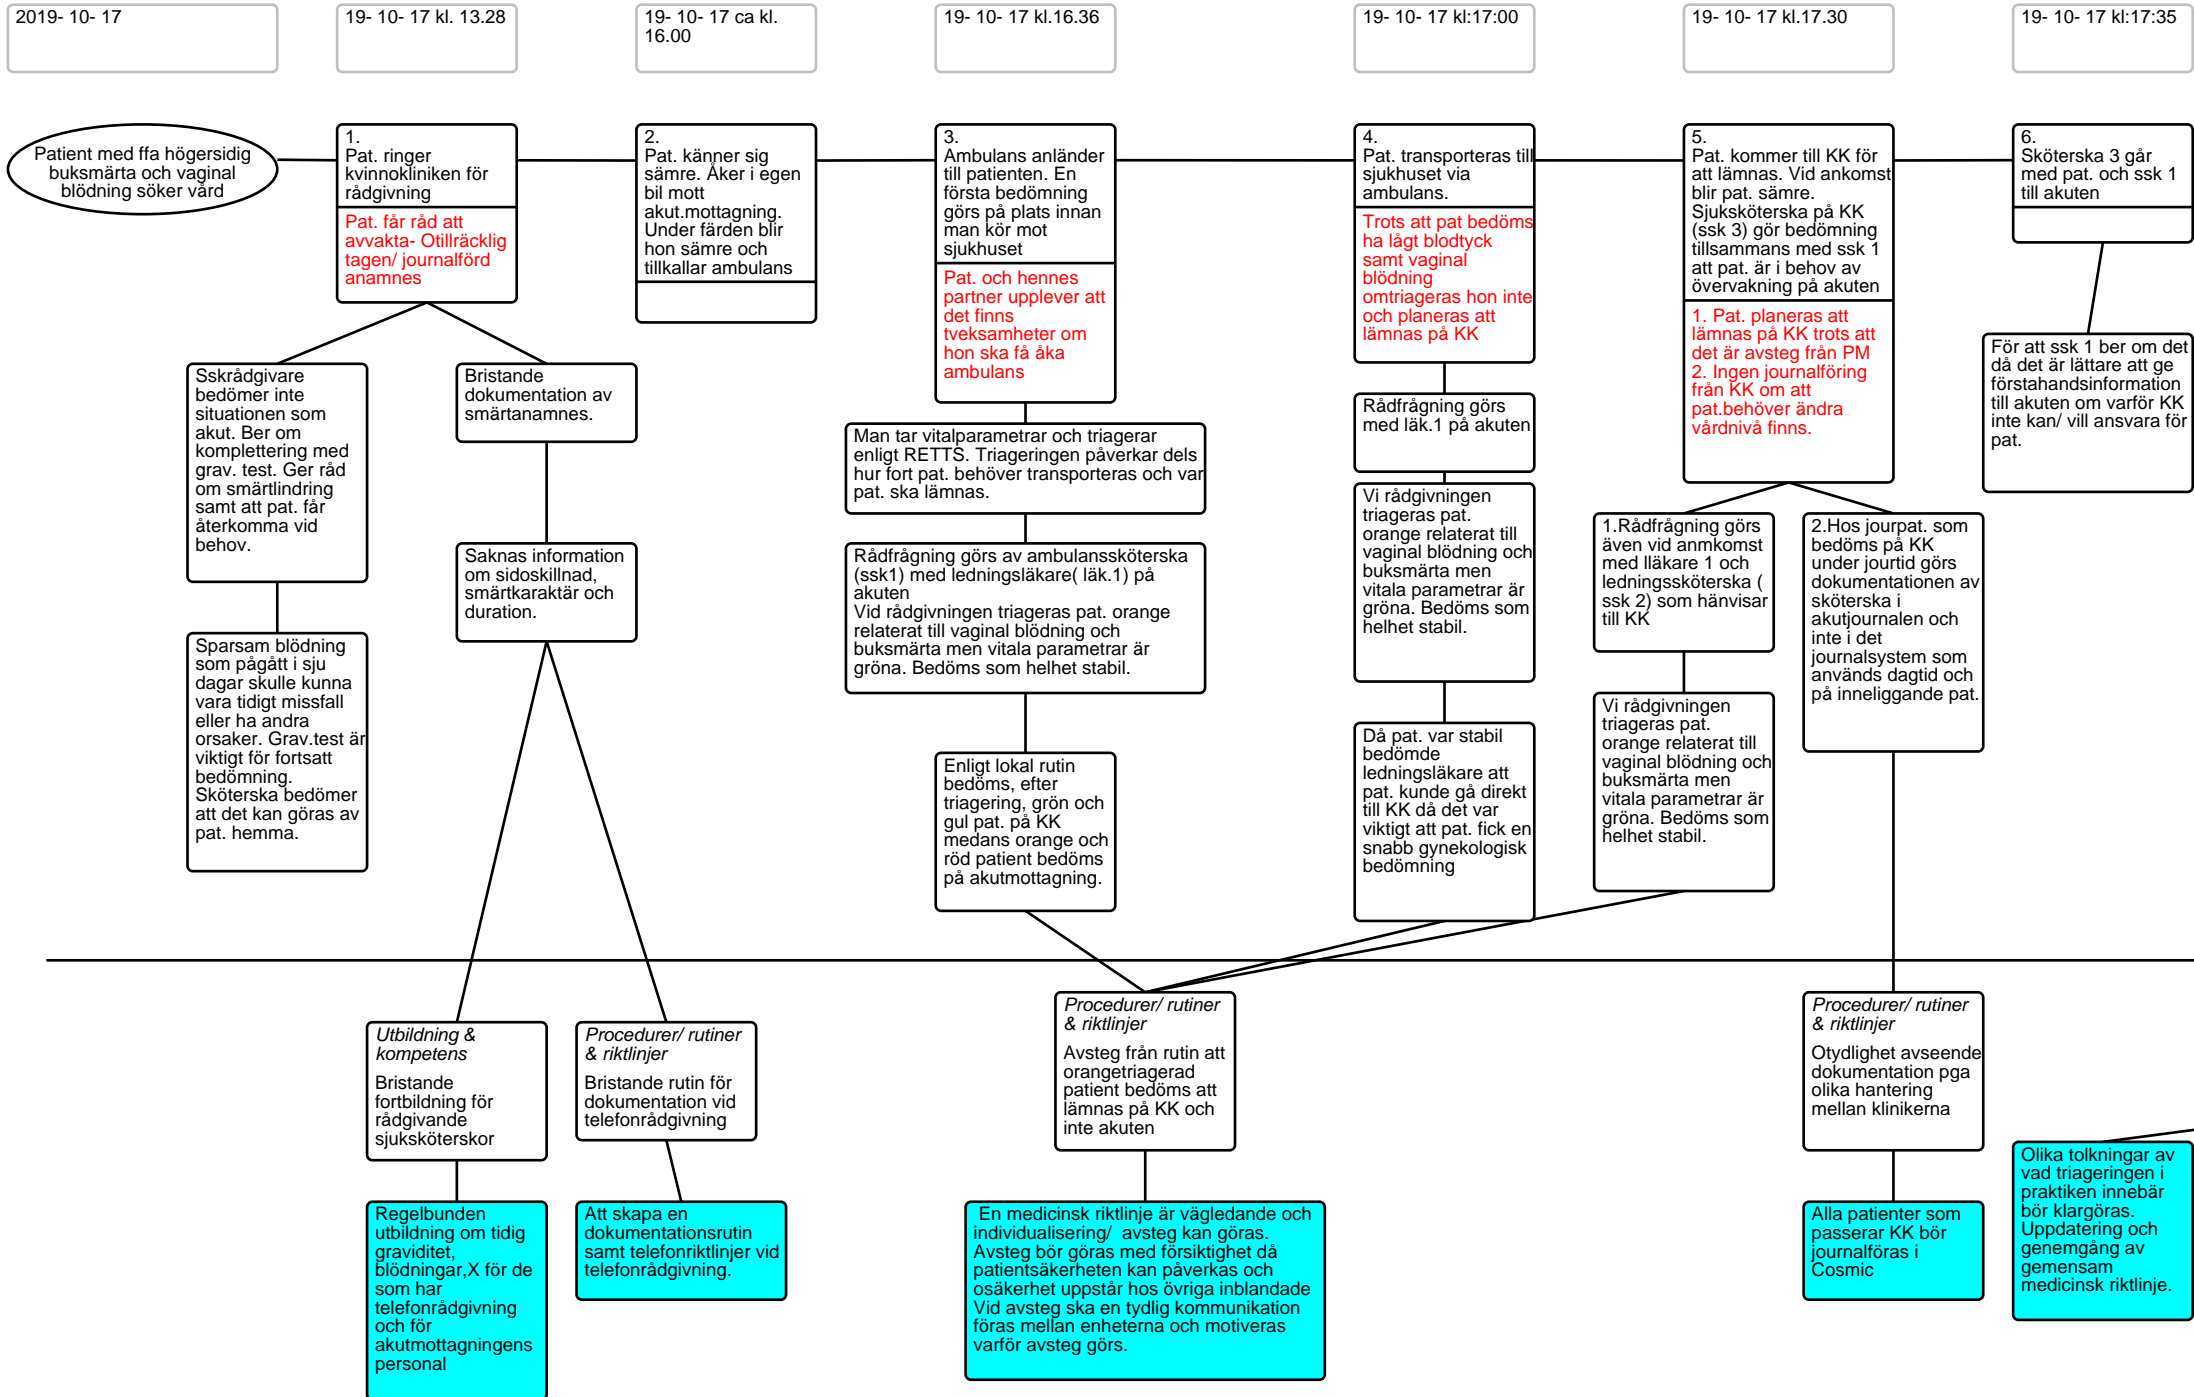 2019- 10- 17
19- 10- 17 kl. 13.28
19- 10- 17 ca kl.
16.00
19- 10- 17 kl.16.36
19- 10- 17 kl:17:00
19- 10- 17 kl.17.30
19- 10- 17 kl:17:35
Patient med ffa högersidig
buksmärta och vaginal
blödning söker vård
1.
Pat. ringer
kvinnokliniken för
rådgivning
Pat. får råd att
avvakta- Otillräcklig
tagen/ journalförd
anamnes
2.
Pat. känner sig
sämre. Åker i egen
bil mott
akut.mottagning.
Under färden blir
hon sämre och
tillkallar ambulans
3.
Ambulans anländer
till patienten. En
första bedömning
görs på plats innan
man kör mot
sjukhuset
Pat. och hennes
partner upplever att
det finns
tveksamheter om
hon ska få åka
ambulans
4.
Pat. transporteras till
sjukhuset via
ambulans.
Trots att pat bedöms
ha lågt blodtyck
samt vaginal
blödning
omtriageras hon inte
och planeras att
lämnas på KK
5.
Pat. kommer till KK för
att lämnas. Vid ankomst
blir pat. sämre.
Sjuksköterska på KK
(ssk 3) gör bedömning
tillsammans med ssk 1
att pat. är i behov av
övervakning på akuten
1. Pat. planeras att
lämnas på KK trots att
det är avsteg från PM
2. Ingen journalföring
från KK om att
pat.behöver ändra
vårdnivå finns.
6.
Sköterska 3 går
med pat. och ssk 1
till akuten
Sskrådgivare
bedömer inte
situationen som
akut. Ber om
komplettering med
grav. test. Ger råd
om smärtlindring
samt att pat. får
återkomma vid
behov.
Bristande
dokumentation av
smärtanamnes.
Man tar vitalparametrar och triagerar
enligt RETTS. Triageringen påverkar dels
hur fort pat. behöver transporteras och var
pat. ska lämnas.
Rådfrågning görs
med läk.1 på akuten
För att ssk 1 ber om det
då det är lättare att ge
förstahandsinformation
till akuten om varför KK
inte kan/ vill ansvara för
pat.
Saknas information
om sidoskillnad,
smärtkaraktär och
duration.
Rådfrågning görs av ambulanssköterska
(ssk1) med ledningsläkare( läk.1) på
akuten
Vid rådgivningen triageras pat. orange
relaterat till vaginal blödning och
buksmärta men vitala parametrar är
gröna. Bedöms som helhet stabil.
Vi rådgivningen
triageras pat.
orange relaterat till
vaginal blödning och
buksmärta men
vitala parametrar är
gröna. Bedöms som
helhet stabil.
1.Rådfrågning görs
även vid anmkomst
med lläkare 1 och
ledningssköterska (
ssk 2) som hänvisar
till KK
2.Hos jourpat. som
bedöms på KK
under jourtid görs
dokumentationen av
sköterska i
akutjournalen och
inte i det
journalsystem som
används dagtid och
på inneliggande pat.
Sparsam blödning
som pågått i sju
dagar skulle kunna
vara tidigt missfall
eller ha andra
orsaker. Grav.test är
viktigt för fortsatt
bedömning.
Sköterska bedömer
att det kan göras av
pat. hemma.
Enligt lokal rutin
bedöms, efter
triagering, grön och
gul pat. på KK
medans orange och
röd patient bedöms
på akutmottagning.
Då pat. var stabil
bedömde
ledningsläkare att
pat. kunde gå direkt
till KK då det var
viktigt att pat. fick en
snabb gynekologisk
bedömning
Vi rådgivningen
triageras pat.
orange relaterat till
vaginal blödning och
buksmärta men
vitala parametrar är
gröna. Bedöms som
helhet stabil.
Utbildning &
kompetens
Bristande
fortbildning för
rådgivande
sjuksköterskor
Procedurer/ rutiner
& riktlinjer
Bristande rutin för
dokumentation vid
telefonrådgivning
Procedurer/ rutiner
& riktlinjer
Avsteg från rutin att
orangetriagerad
patient bedöms att
lämnas på KK och
inte akuten
Procedurer/ rutiner
& riktlinjer
Otydlighet avseende
dokumentation pga
olika hantering
mellan klinikerna
Regelbunden
utbildning om tidig
graviditet,
blödningar,X för de
som har
telefonrådgivning
och för
akutmottagningens
personal
Att skapa en
dokumentationsrutin
samt telefonriktlinjer vid
telefonrådgivning.
En medicinsk riktlinje är vägledande och
individualisering/ avsteg kan göras.
Avsteg bör göras med försiktighet då
patientsäkerheten kan påverkas och
osäkerhet uppstår hos övriga inblandade
Vid avsteg ska en tydlig kommunikation
föras mellan enheterna och motiveras
varför avsteg görs.
Alla patienter som
passerar KK bör
journalföras i
Cosmic
Olika tolkningar av
vad triageringen i
praktiken innebär
bör klargöras.
Uppdatering och
genemgång av
gemensam
medicinsk riktlinje.